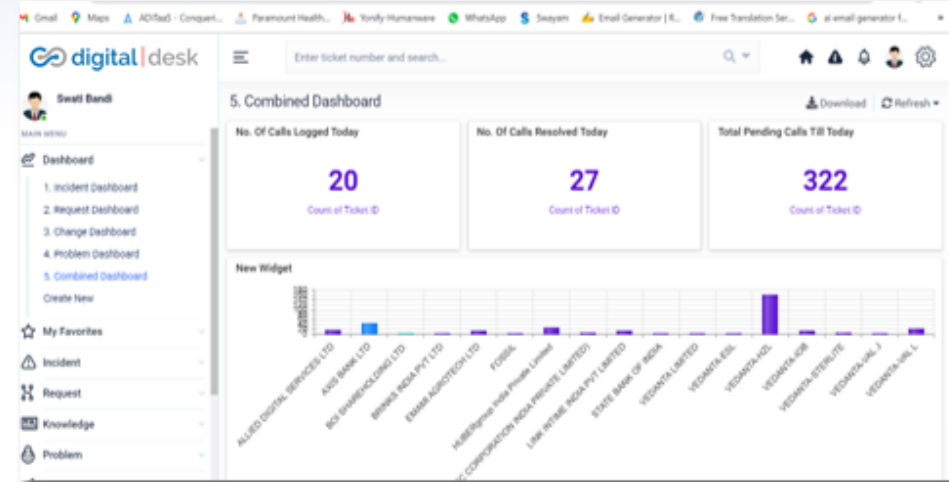 Gmail Maps ADiTaaS - Conqueri... Paramount Health... Yonify Humanware WhatsApp Swayam Email Generator | R... Free Translation Ser... ai email generator f... »
digital|desk
Enter ticket number and search...
Swati Bandi
MAIN MENU
Dashboard
1. Incident Dashboard
2. Request Dashboard
3. Change Dashboard
4. Problem Dashboard
5. Combined Dashboard
Create New
My Favorites
Incident
Request
Knowledge
Problem
5. Combined Dashboard
Download Refresh
No. Of Calls Logged Today
20
Count of Ticket ID
No. Of Calls Resolved Today
27
Count of Ticket ID
Total Pending Calls Till Today
322
Count of Ticket ID
New Widget
ALLIED DIGITAL SERVICES LTD
AXIS BANK LTD
BOI SHAREHOLDING LTD
BRINKS INDIA PVT LTD
EMAMI AGROTECH LTD
FOSSIL
HUBERgroup India Private Limited
CORPORATION INDIA PRIVATE LIMITED)
LINK INTIME INDIA PVT LIMITED
STATE BANK OF INDIA
VEDANTA LIMITED
VEDANTA-ESL
VEDANTA-HZL
VEDANTA-IOB
VEDANTA-STERLITE
VEDANTA-VAL J
VEDANTA-VAL L